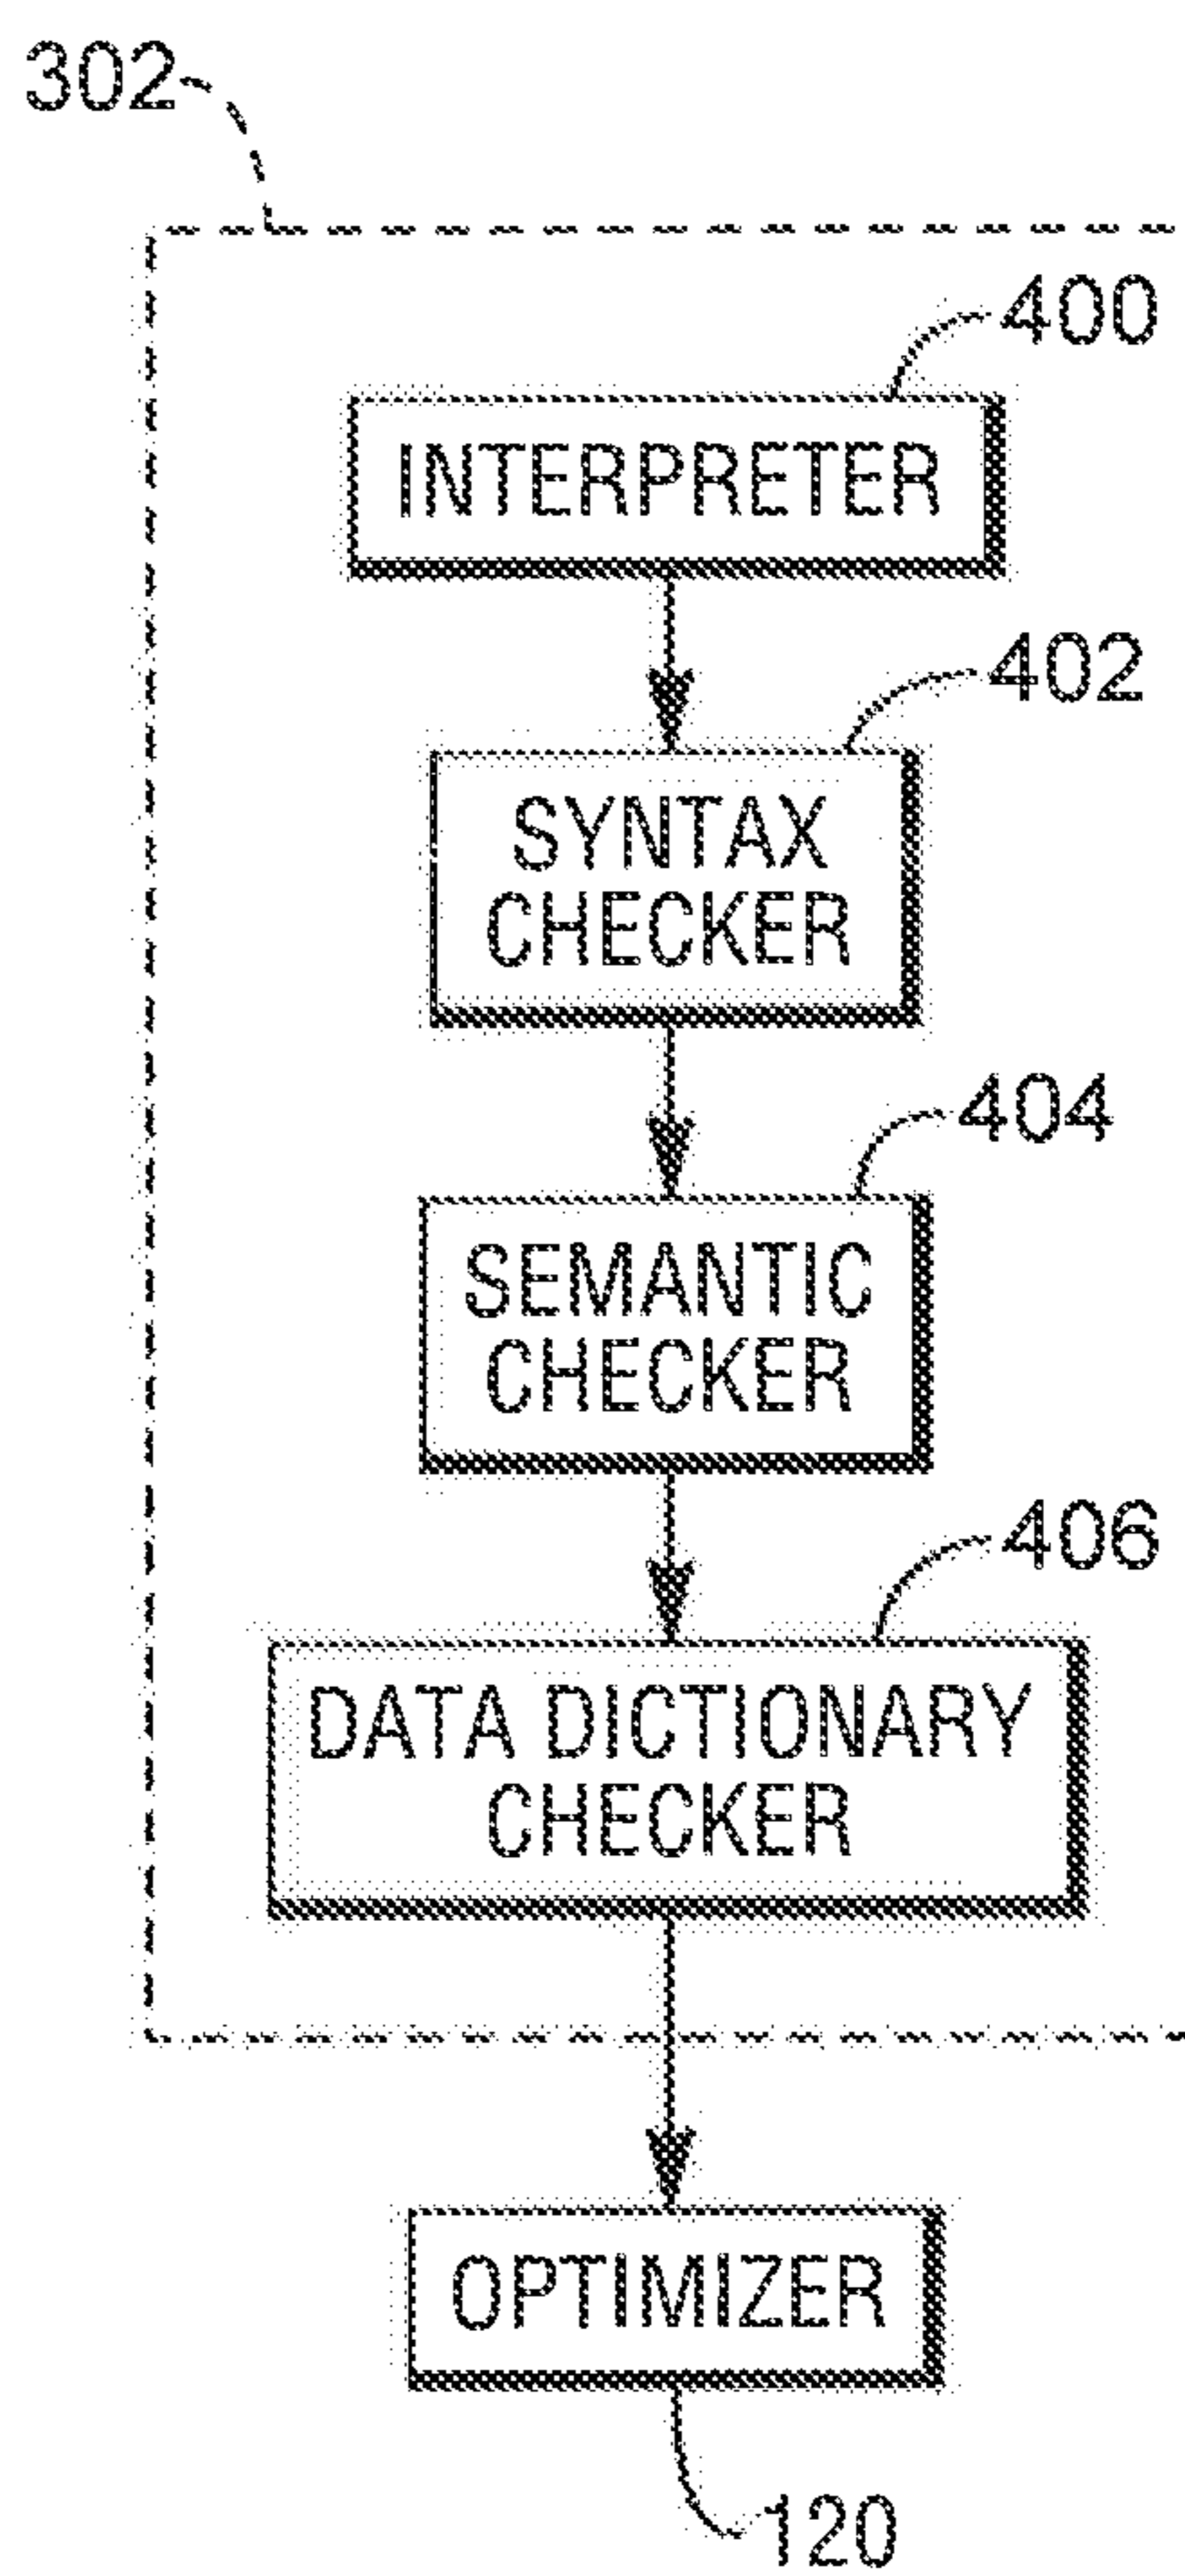 302
400
INTERPRETER
402
SYNTAX
CHECKER
404
SEMANTIC
CHECKER
406
DATA DICTIONARY
CHECKER
OPTIMIZER
120